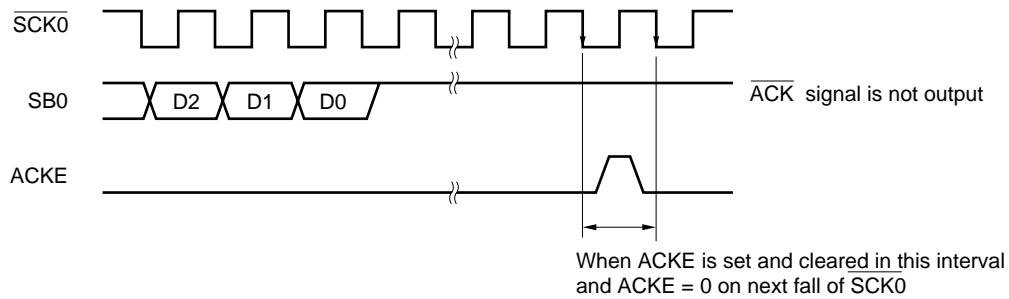 SCK0
SB0 D2 D1 D0 ACK signal is not output
ACKE
When ACKE is set and cleared in this interval
and ACKE = 0 on next fall of SCK0